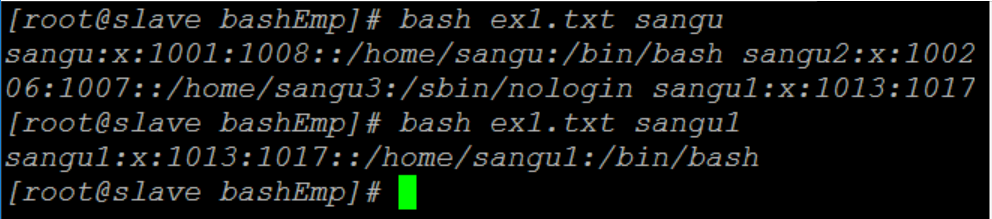 [root@slave bashEmp]# bash ex1.txt sangu
sangu:x:1001:1008::/home/sangu:/bin/bash sangu2:x:1002
06:1007::/home/sangu3:/sbin/nologin sangu1:x:1013:1017
[root@slave bashEmp]# bash ex1.txt sangu1
sangu1:x:1013:1017::/home/sangu1:/bin/bash
[root@slave bashEmp]#